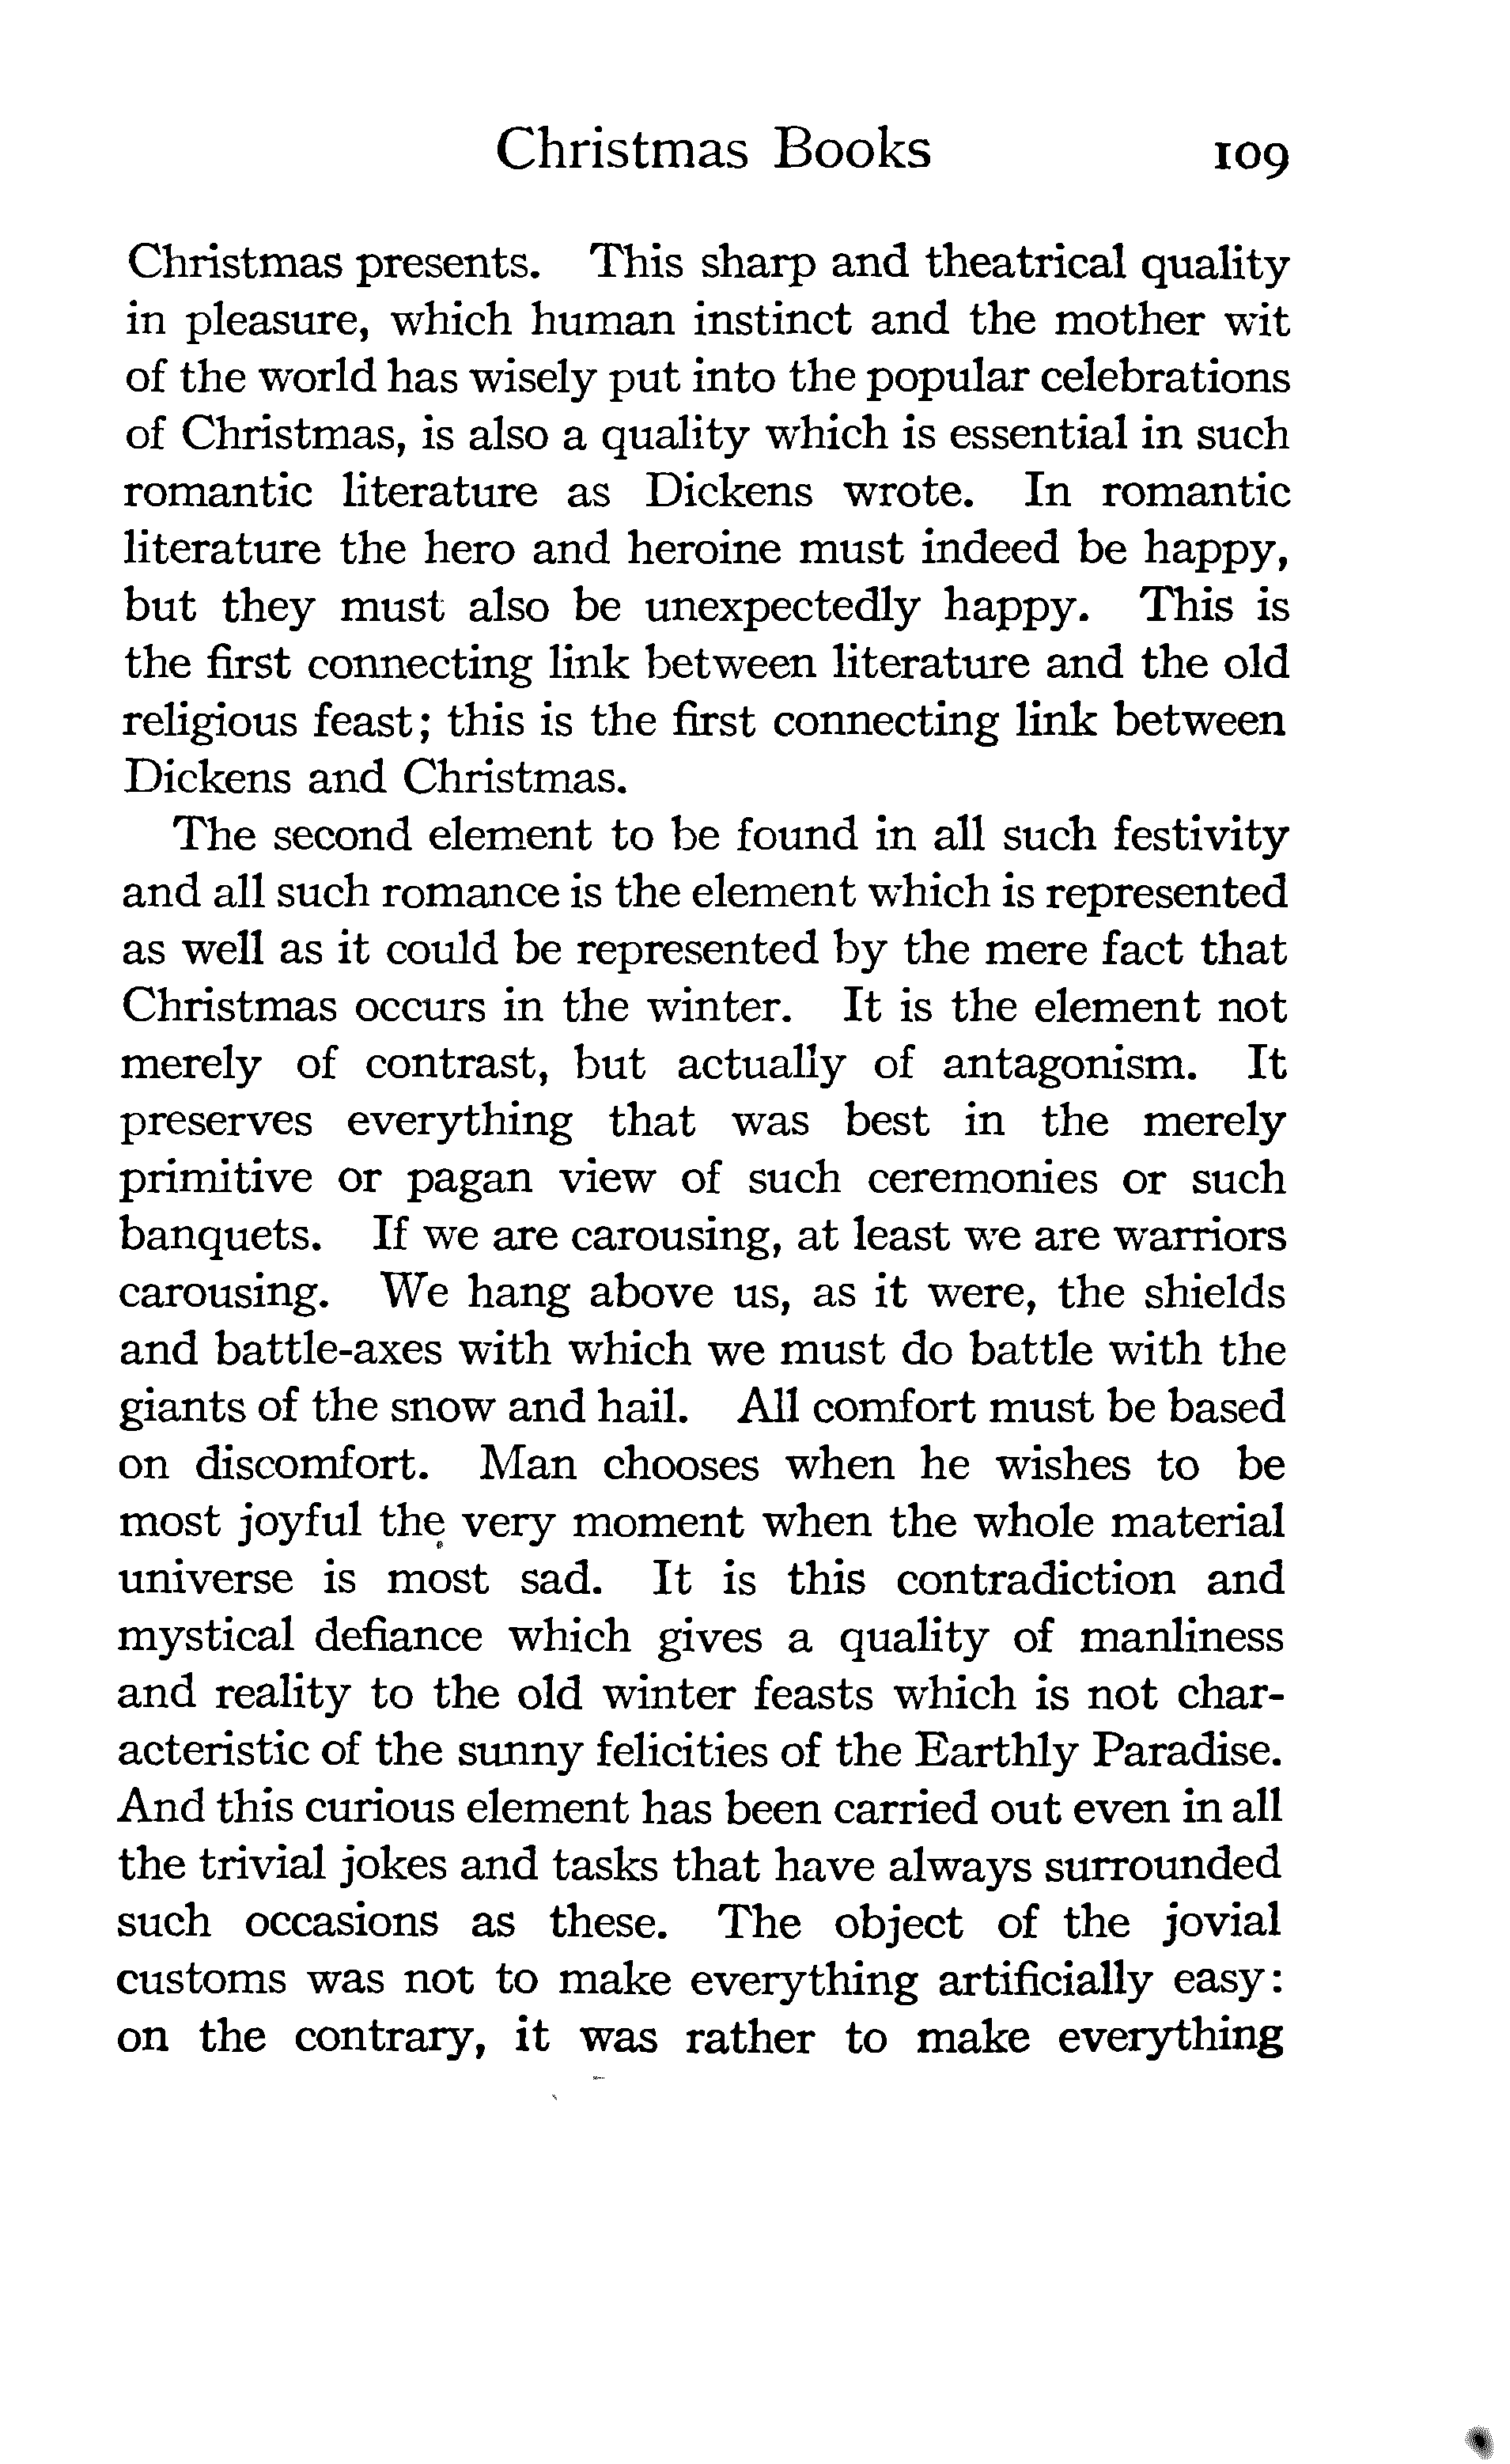 Christmas Books 109
Christmas presents. This sharp and theatrical quality
in pleasure, which human instinct and the mother wit
of the world has wisely put into the popular celebrations
of Christmas, is also a quality which is essential in such
romantic literature as Dickens wrote. In romantic
literature the hero and heroine must indeed be happy,
but they must also be unexpectedly happy. This is
the first connecting link between literature and the old
religious feast; this is the first connecting link between
Dickens and Christmas.
The second element to be found in all such festivity
and all such romance is the element which is represented
as well as it could be represented by the mere fact that
Christmas occurs in the winter. It is the element not
merely of contrast, but actually of antagonism. It
preserves everything that was best in the merely
primitive or pagan view of such ceremonies or such
banquets. If we are carousing, at least we are warriors
carousing. We hang above us, as it were, the shields
and battle-axes with which we must do battle with the
giants of the snow and hail. All comfort must be based
on discomfort. Man chooses when he wishes to be
most joyful the very moment when the whole material
universe is most sad. It is this contradiction and
mystical defiance which gives a quality of manliness
and reality to the old winter feasts which is not char-
acteristic of the sunny felicities of the Earthly Paradise.
And this curious element has been carried out even in all
the trivial jokes and tasks that have always surrounded
such occasions as these. The object of the jovial
customs was not to make everything artificially easy:
on the contrary, it was rather to make everything